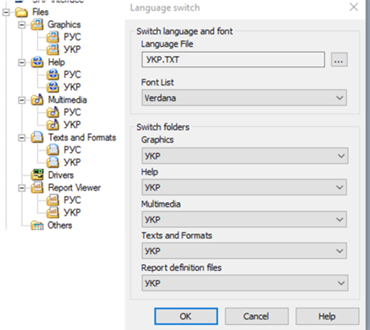 Files
Graphics
РУС
УКР
Help
РУС
УКР
Multimedia
РУС
УКР
Texts and Formats
РУС
УКР
Drivers
Report Viewer
РУС
УКР
Others
Language switch
Switch language and font
Language File
УКР.TXT
...
Font List
Verdana
Switch folders
Graphics
УКР
Help
УКР
Multimedia
УКР
Texts and Formats
УКР
Report definition files
УКР
OK
Cancel
Help